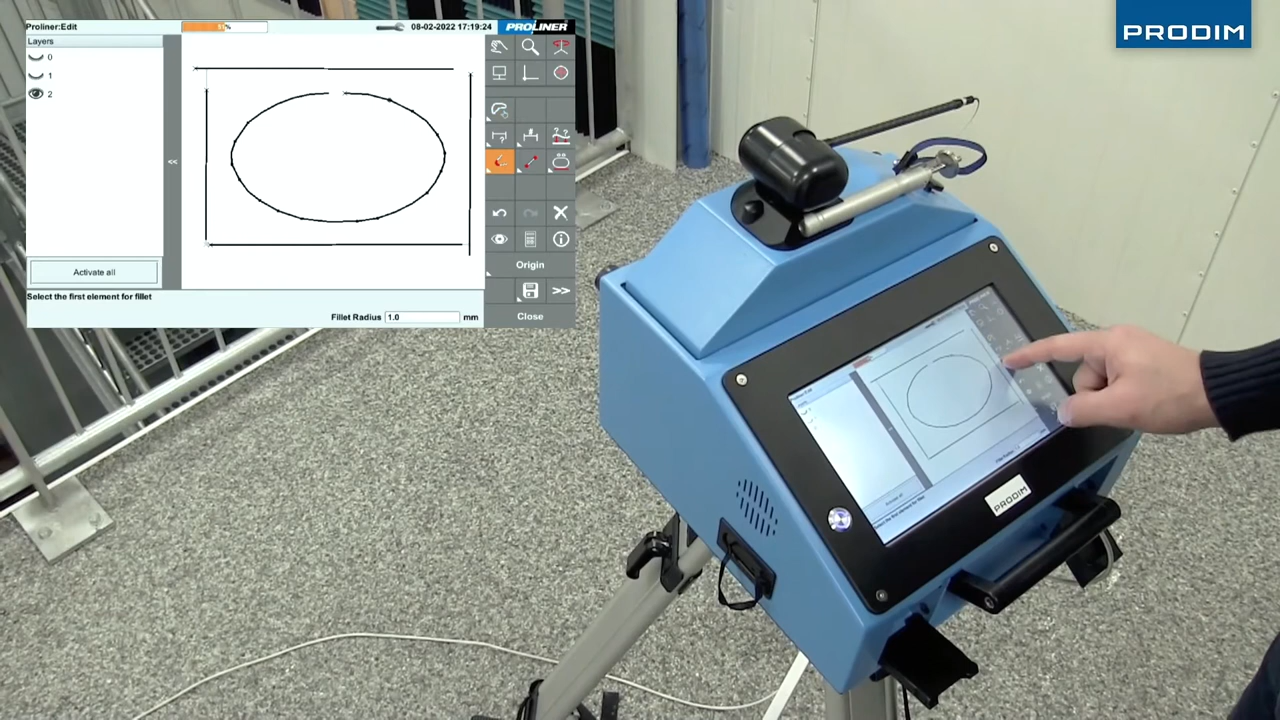 Proliner:Edit
08-02-2022 17:19:24
PROLINER
Layers
0
1
2
<<
Activate all
Origin
>>
Select the first element for fillet
Fillet Radius 1.0 mm
Close
PRODIM
PRODIM